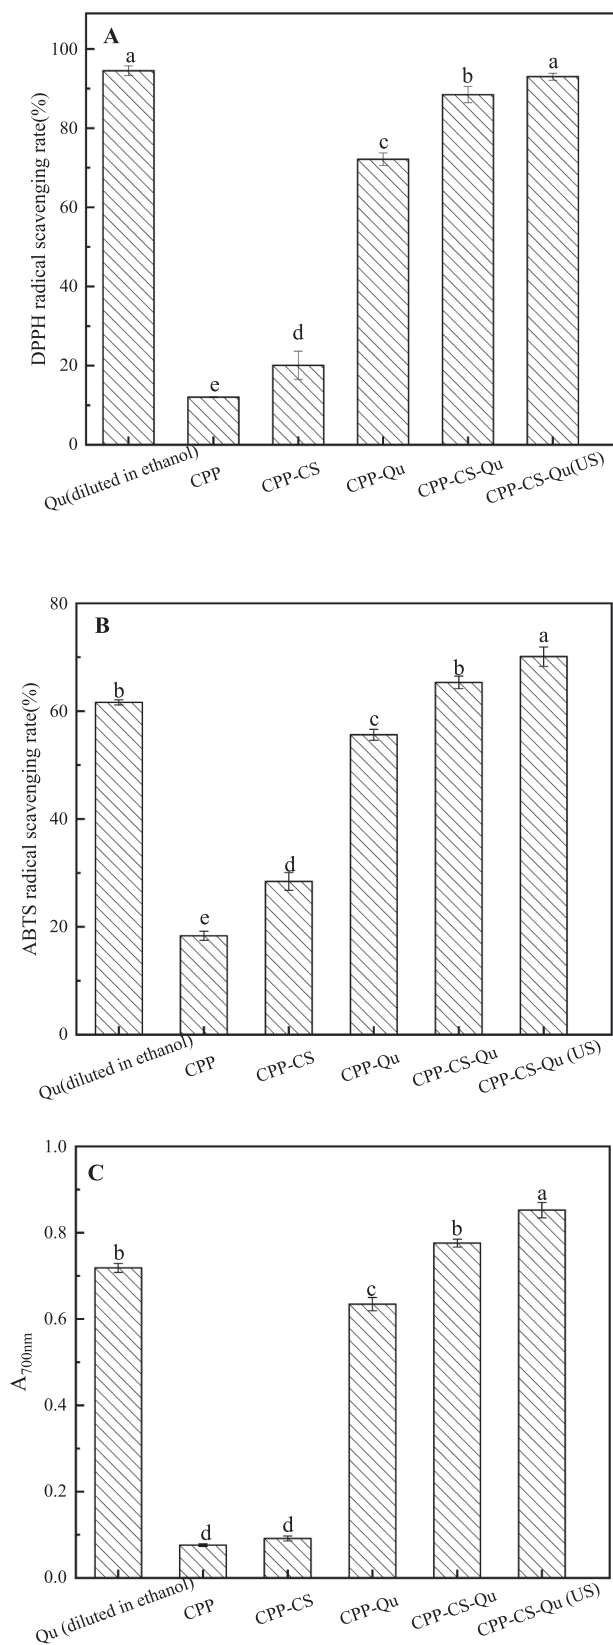 A
DPPH radical scavenging rate(%)
100
80
60
40
20
0
a
e
d
c
b
a
Qu(diluted in ethanol)
CPP
CPP-CS
CPP-Qu
CPP-CS-Qu
CPP-CS-Qu(US)
B
ABTS radical scavenging rate(%)
80
60
40
20
0
b
e
d
c
b
a
Qu(diluted in ethanol)
CPP
CPP-CS
CPP-Qu
CPP-CS-Qu
CPP-CS-Qu (US)
C
A700nm
1.0
0.8
0.6
0.4
0.2
0.0
b
d
d
c
b
a
Qu (diluted in ethanol)
CPP
CPP-CS
CPP-Qu
CPP-CS-Qu
CPP-CS-Qu (US)